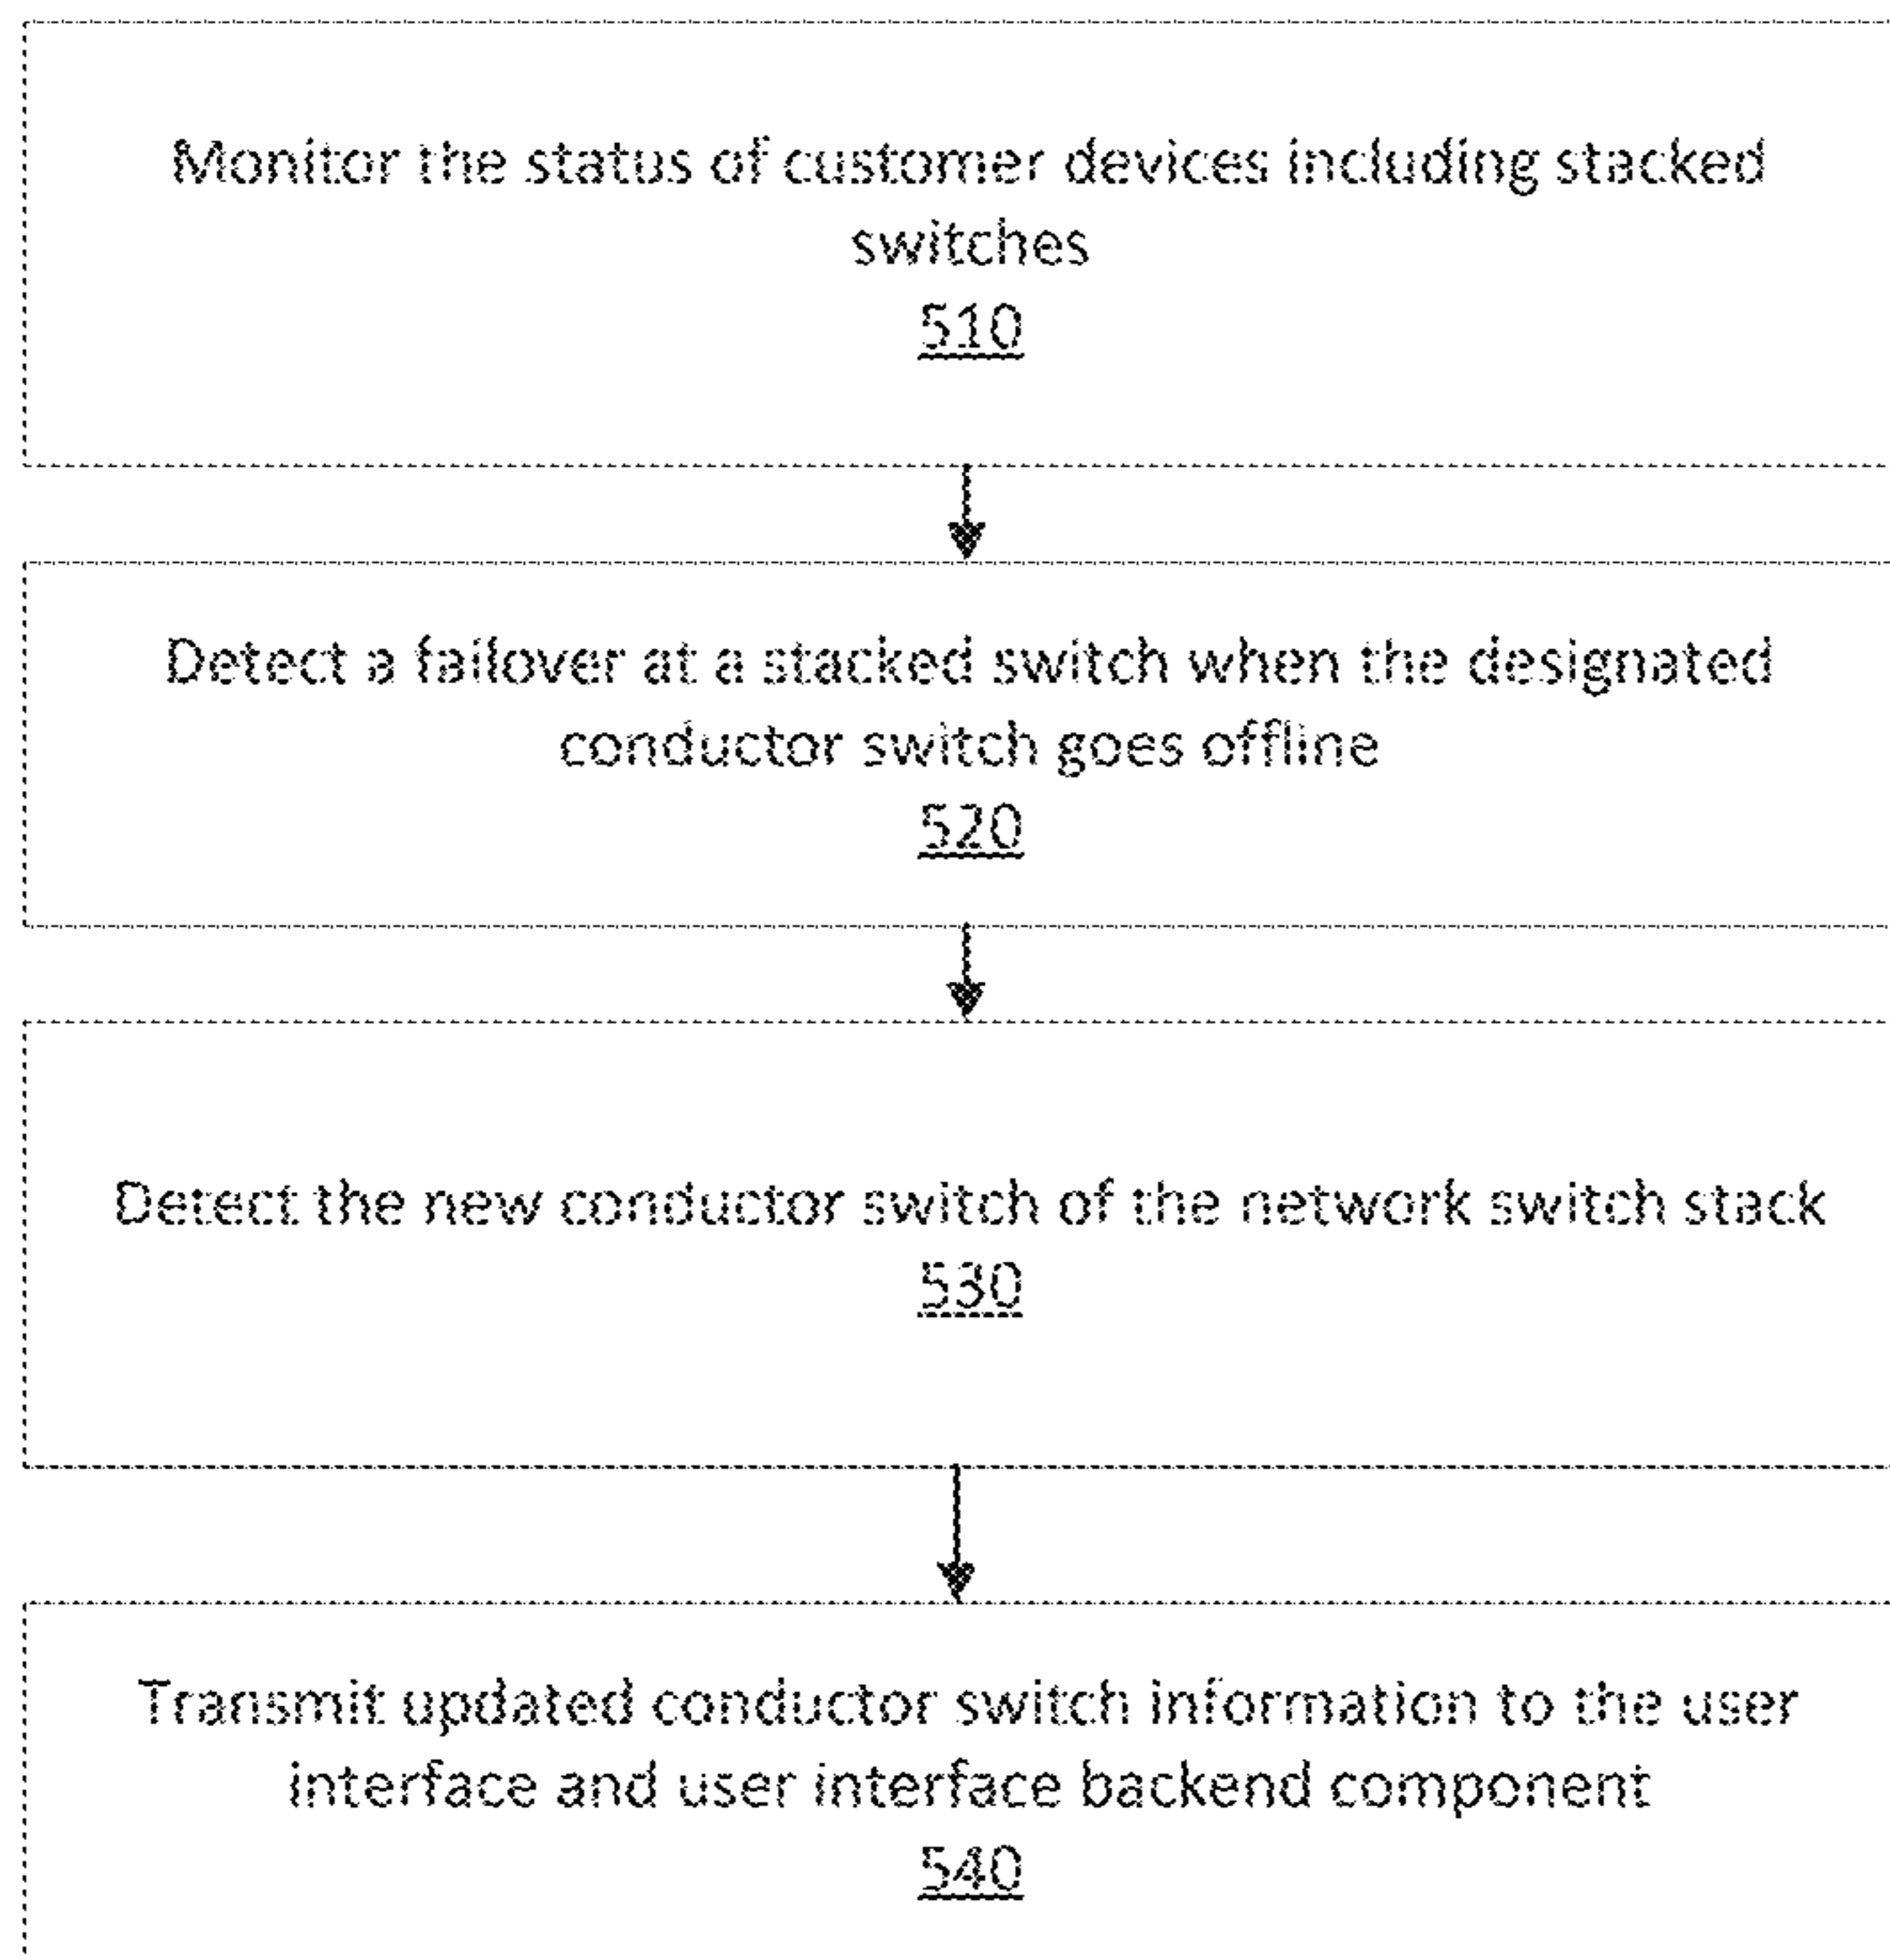 Monitor the status of customer devices including stacked
switches
510
Detect a failover at a stacked switch when the designated
conductor switch goes offline
520
Detect the new conductor switch of the network switch stack
530
Transmit updated conductor switch information to the user
interface and user interface backend component
540